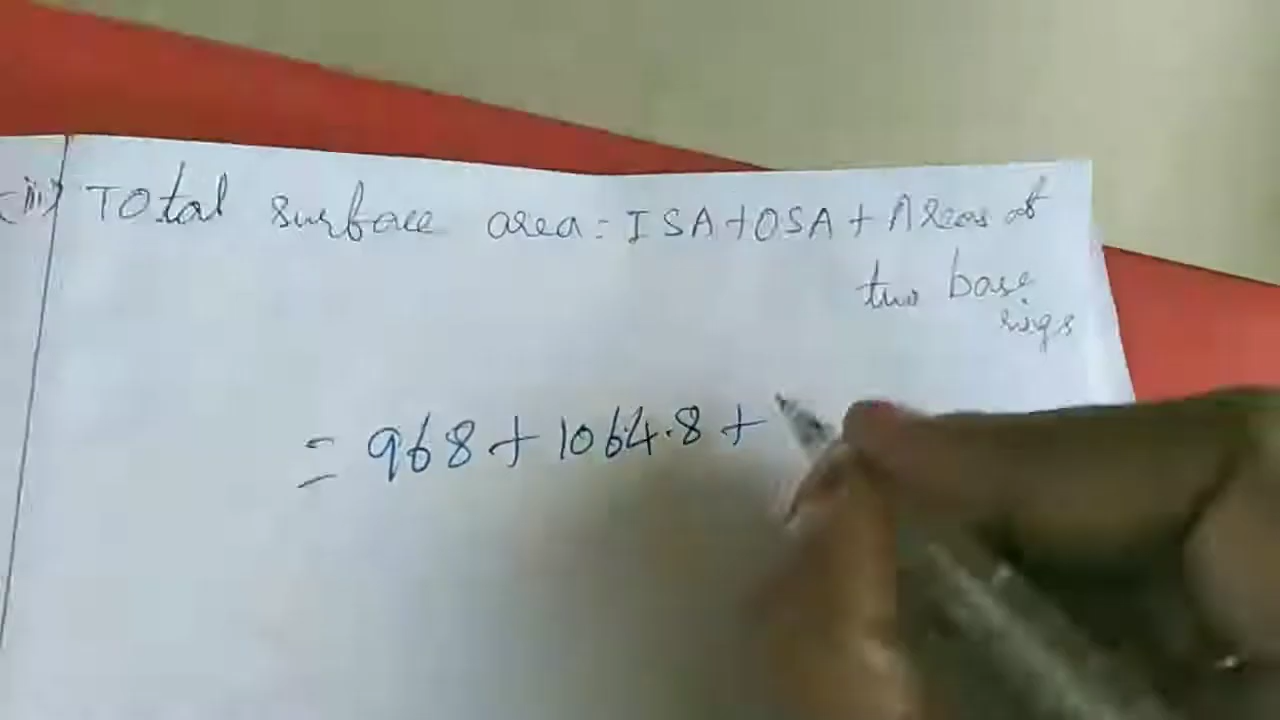 (iii) Total surface area = ISA + OSA + Areas of
two base
rings
= 968 + 1064.8 +